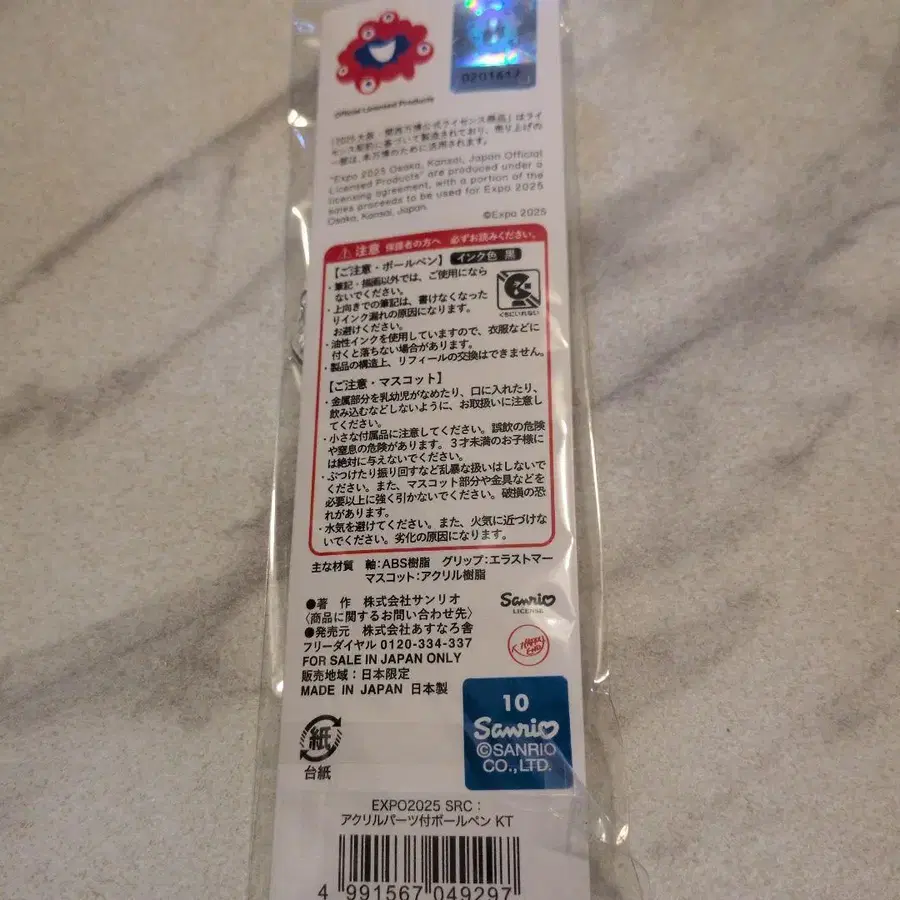 0201617
Official Licensed Products
「2025大阪・関西万博公式ライセンス商品」はライ
センス契約に基づいて製造されており、売り上げの
一部は、本万博のために活用されます。
"Expo 2025 Osaka, Kansai, Japan Official
Licensed Products" are produced under a
licensing agreement, with a portion of the
sales proceeds to be used for Expo 2025
Osaka, Kansai, Japan.
©Expo 2025
注意 保護者の方へ 必ずお読みください。
【ご注意・ボールペン】 インク色 黒
・筆記・描画以外では、ご使用になら
ないでください。
・上向きでの筆記は、書けなくなった
りインク漏れの原因になります。
お避けください。
くちにいれない
・油性インクを使用していますので、衣服などに
付くと落ちない場合があります。
・製品の構造上、リフィールの交換はできません。
【ご注意・マスコット】
・金属部分を乳幼児がなめたり、口に入れたり、
飲み込むなどしないように、お取扱いに注意し
てください。
・小さな付属品に注意してください。誤飲の危険
や窒息の危険があります。3才未満のお子様に
は絶対に与えないでください。
・ぶつけたり振り回すなど乱暴な扱いはしないで
ください。また、マスコット部分や金具などを
必要以上に強く引かないでください。破損の恐
れがあります。
・水気を避けてください。また、火気に近づけな
いでください。劣化の原因になります。
主な材質 軸:ABS樹脂 グリップ:エラストマー
マスコット:アクリル樹脂
●著 作 株式会社サンリオ
〈商品に関するお問い合わせ先〉
●発売元 株式会社あすなろ舎
フリーダイヤル 0120-334-337
FOR SALE IN JAPAN ONLY
販売地域:日本限定
MADE IN JAPAN 日本製
Sanrio
LICENSE
紙
台紙
10
Sanrio
©SANRIO
CO.,LTD.
EXPO2025 SRC:
アクリルパーツ付ボールペン KT
4 991567 049297